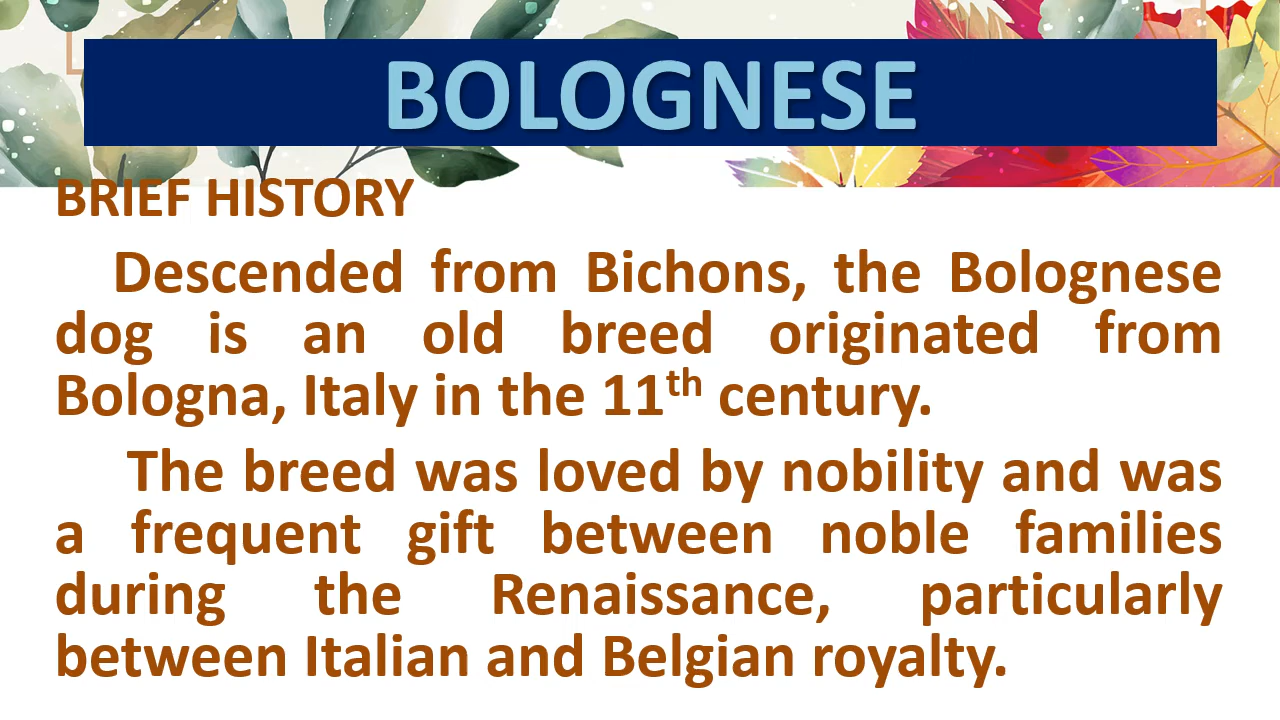 BOLOGNESE
BRIEF HISTORY
Descended from Bichons, the Bolognese
dog is an old breed originated from
Bologna, Italy in the 11th century.
The breed was loved by nobility and was
a frequent gift between noble families
during the Renaissance, particularly
between Italian and Belgian royalty.